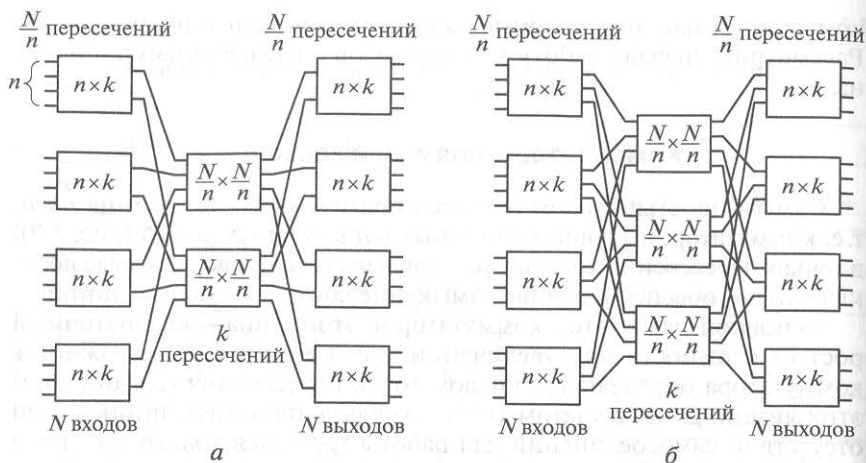 N/n пересечений
N/n пересечений
n
n×k
n×k
n×k
n×k
n×k
n×k
n×k
n×k
N/n × N/n
N/n × N/n
k
пересечений
N входов
N выходов
а
N/n пересечений
N/n пересечений
n×k
n×k
n×k
n×k
n×k
n×k
n×k
n×k
N/n × N/n
N/n × N/n
N/n × N/n
k
пересечений
N входов
N выходов
б